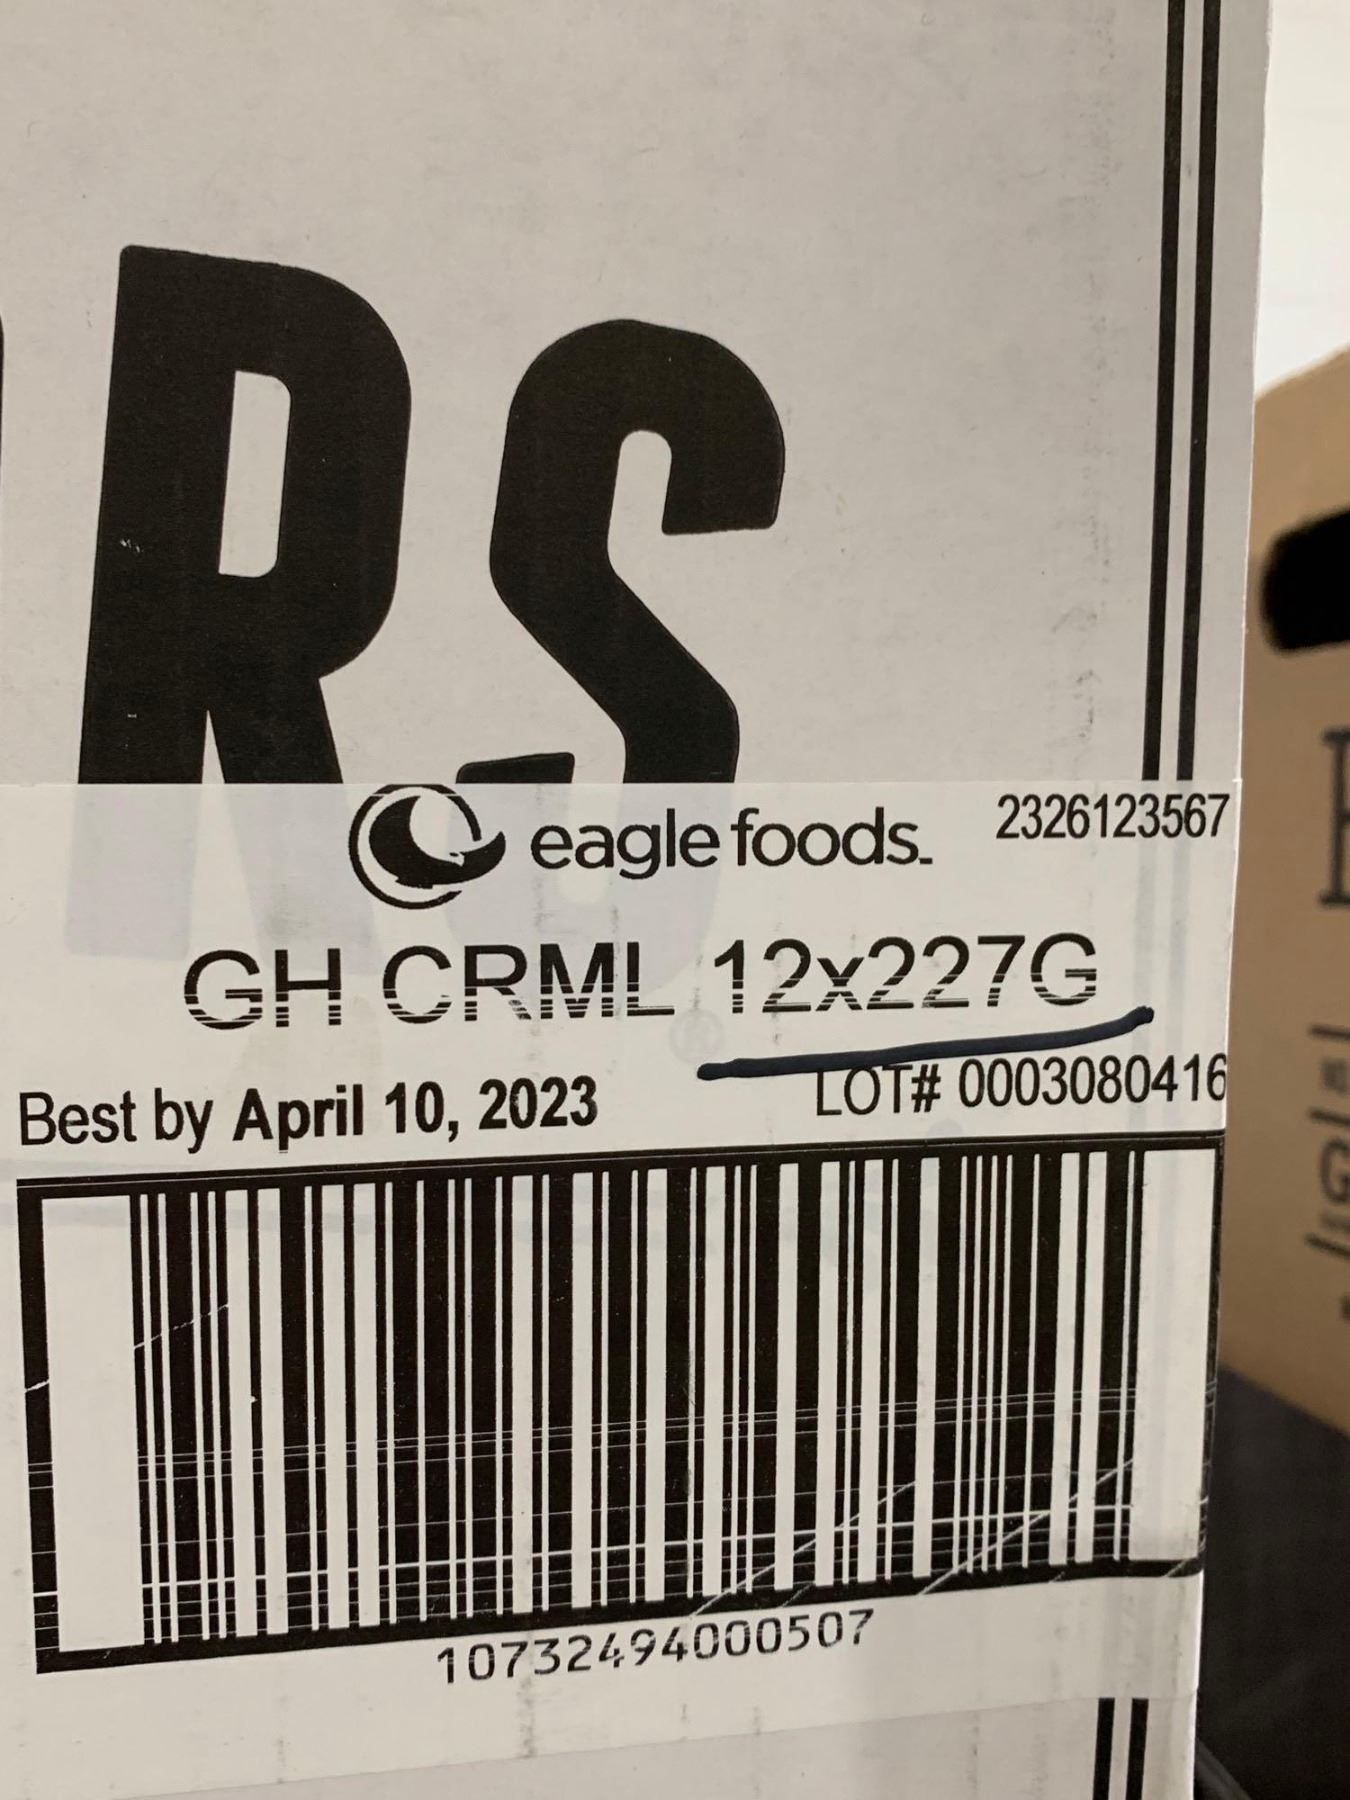 RS
eagle foods.
2326123567
GH CRML 12x227G
Best by April 10, 2023
LOT# 0003080416
10732494000507